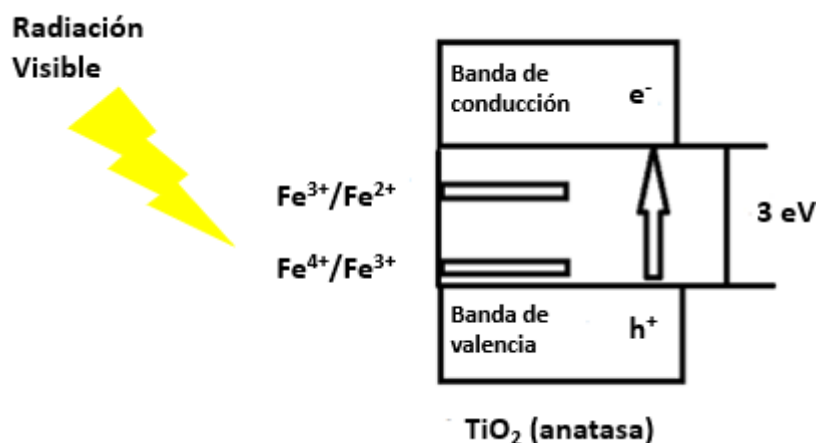 Radiación
Visible
Banda de
conducción
e⁻
Fe³⁺/Fe²⁺
3 eV
Fe⁴⁺/Fe³⁺
Banda de
valencia
h⁺
TiO₂ (anatasa)